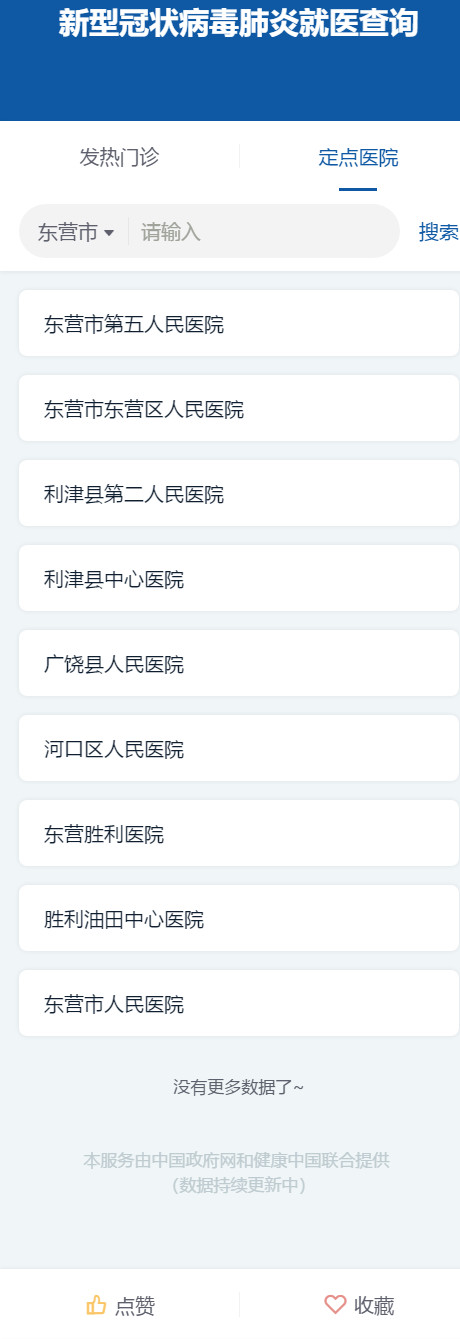 新型冠状病毒肺炎就医查询
发热门诊
定点医院
东营市
请输入
搜索
东营市第五人民医院
东营市东营区人民医院
利津县第二人民医院
利津县中心医院
广饶县人民医院
河口区人民医院
东营胜利医院
胜利油田中心医院
东营市人民医院
没有更多数据了~
本服务由中国政府网和健康中国联合提供
（数据持续更新中）
点赞
收藏